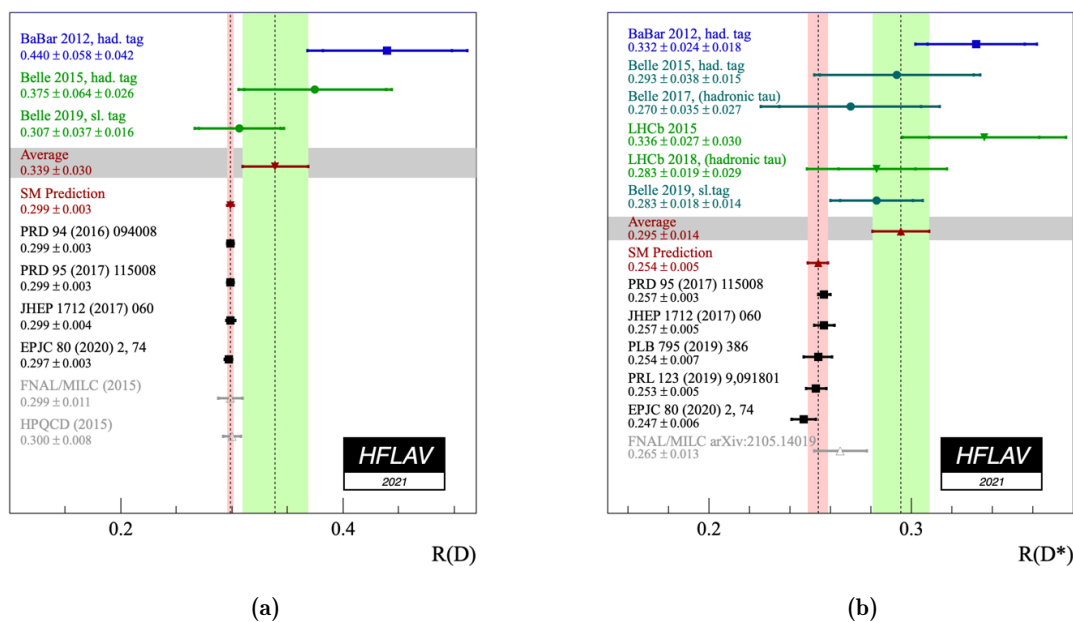 BaBar 2012, had. tag
0.440 ± 0.058 ± 0.042
Belle 2015, had. tag
0.375 ± 0.064 ± 0.026
Belle 2019, sl. tag
0.307 ± 0.037 ± 0.016
Average
0.339 ± 0.030
SM Prediction
0.299 ± 0.003
PRD 94 (2016) 094008
0.299 ± 0.003
PRD 95 (2017) 115008
0.299 ± 0.003
JHEP 1712 (2017) 060
0.299 ± 0.004
EPJC 80 (2020) 2, 74
0.297 ± 0.003
FNAL/MILC (2015)
0.299 ± 0.011
HPQCD (2015)
0.300 ± 0.008
HFLAV
2021
0.2 0.4
R(D)
(a)
BaBar 2012, had. tag
0.332 ± 0.024 ± 0.018
Belle 2015, had. tag
0.293 ± 0.038 ± 0.015
Belle 2017, (hadronic tau)
0.270 ± 0.035 ± 0.027
LHCb 2015
0.336 ± 0.027 ± 0.030
LHCb 2018, (hadronic tau)
0.283 ± 0.019 ± 0.029
Belle 2019, sl.tag
0.283 ± 0.018 ± 0.014
Average
0.295 ± 0.014
SM Prediction
0.254 ± 0.005
PRD 95 (2017) 115008
0.257 ± 0.003
JHEP 1712 (2017) 060
0.257 ± 0.005
PLB 795 (2019) 386
0.254 ± 0.007
PRL 123 (2019) 9,091801
0.253 ± 0.005
EPJC 80 (2020) 2, 74
0.247 ± 0.006
FNAL/MILC arXiv:2105.14019
0.265 ± 0.013
HFLAV
2021
0.2 0.3
R(D*)
(b)